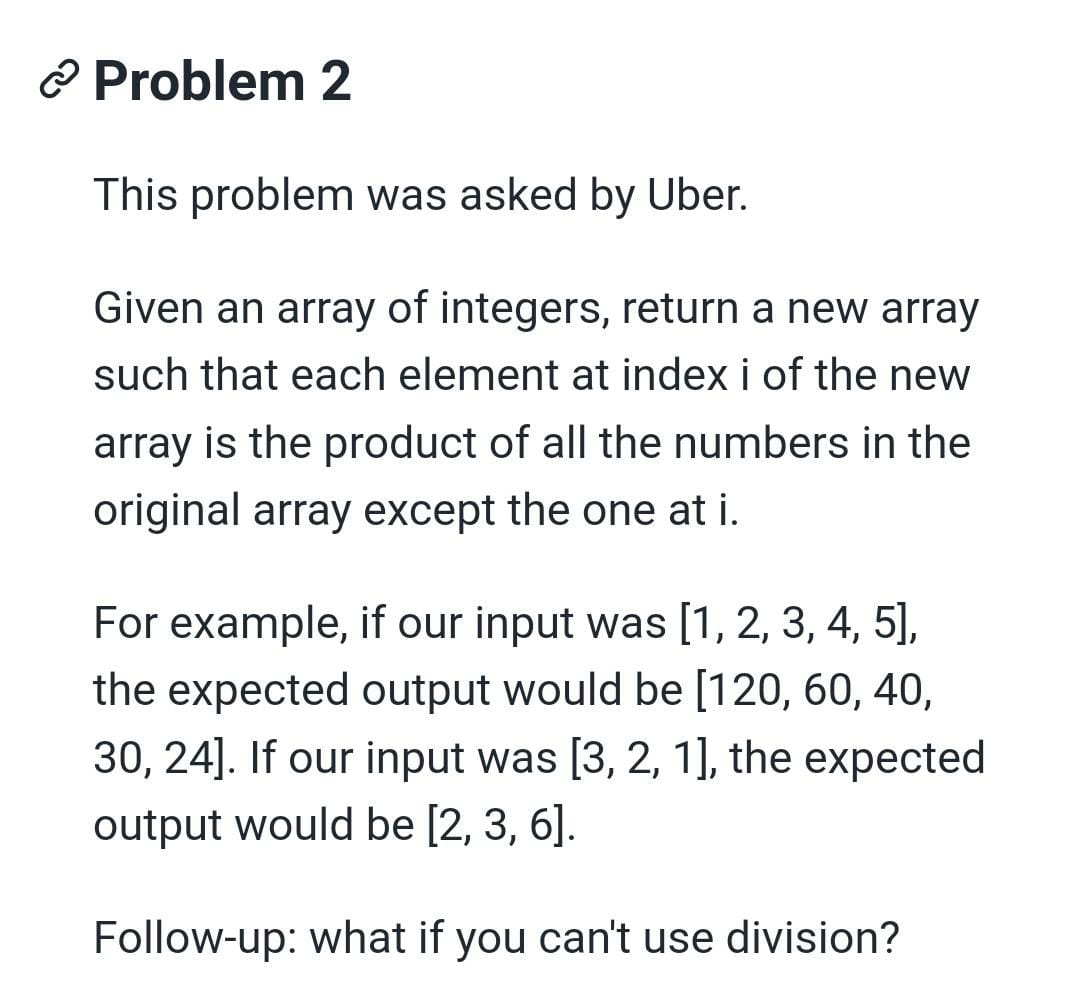 Problem 2
This problem was asked by Uber.
Given an array of integers, return a new array
such that each element at index i of the new
array is the product of all the numbers in the
original array except the one at i.
For example, if our input was [1, 2, 3, 4, 5],
the expected output would be [120, 60, 40,
30, 24]. If our input was [3, 2, 1], the expected
output would be [2, 3, 6].
Follow-up: what if you can't use division?